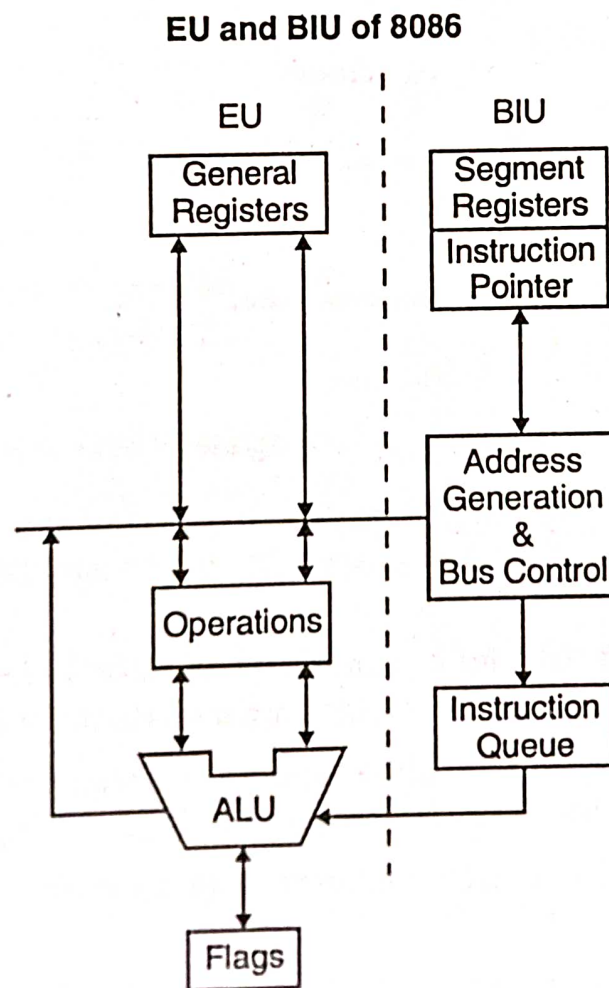 EU and BIU of 8086
EU
BIU
General
Registers
Segment
Registers
Instruction
Pointer
Address
Generation
&
Bus Control
Operations
Instruction
Queue
ALU
Flags